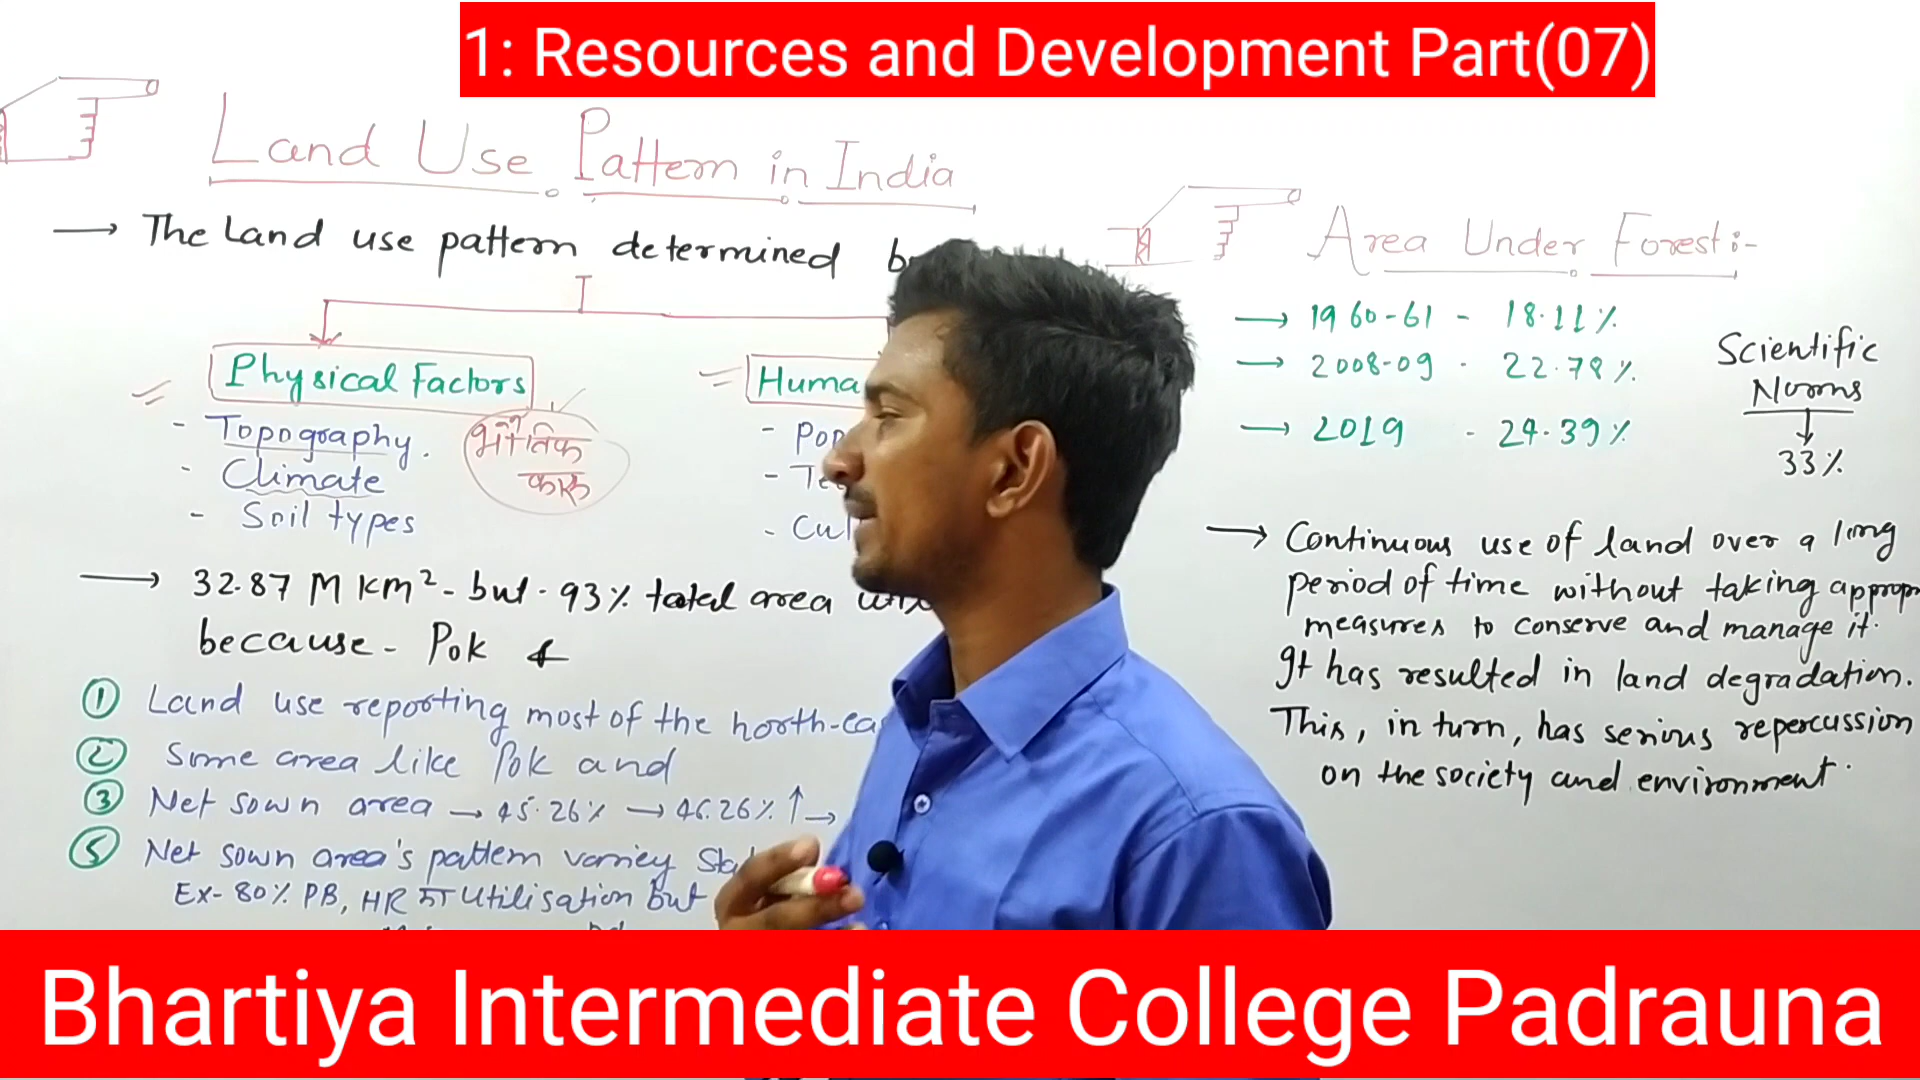 1: Resources and Development Part(07)
Land Use Pattern in India
→ The Land use pattern determined
Physical Factors
- Topography.
- Climate
- Soil types
भौतिक
कारक
→ 32.87 M km² - but - 93% total area
because - Pok &
① Land use reporting most of the north-ea
② Some area like Pok and
③ Net sown area → 45.26% → 46.26% ↑ →
⑤ Net sown area's pattern
Ex- 80% PB, HR का Utilisation But
Area Under Forest :-
→ 1960-61 - 18.11%
→ 2008-09 - 22.78%
→ 2019 - 24.39%
Scientific
Norms
↓
33%
→ Continuous use of land over a long
period of time without taking approp
measures to conserve and manage it.
It has resulted in land degradation.
This, in turn, has serious repercussion
on the society and environment.
Bhartiya Intermediate College Padrauna